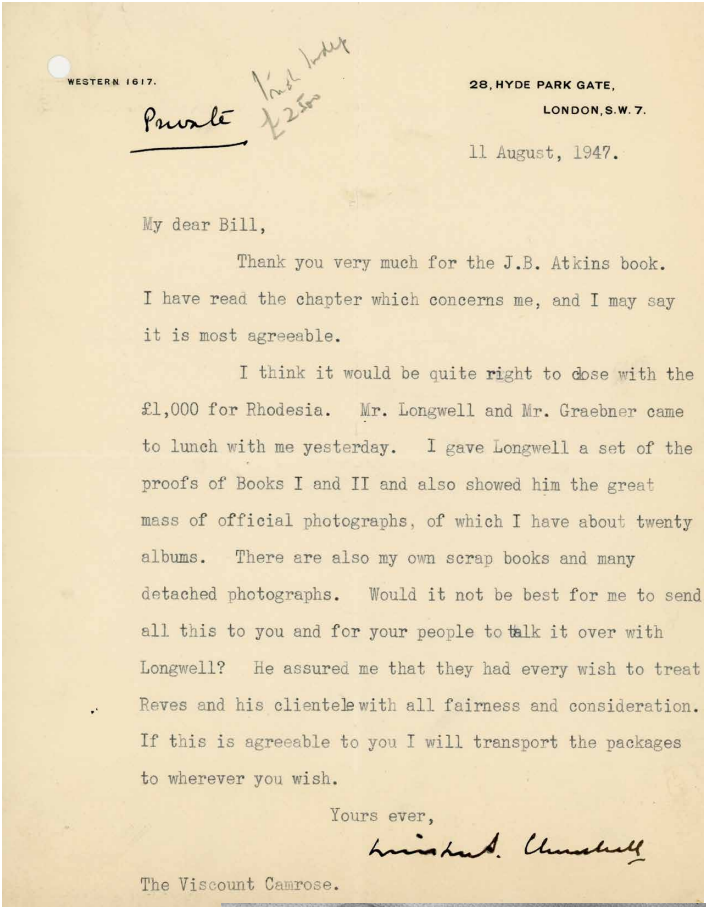 WESTERN 1617.
Irish Indep
£2500
28, HYDE PARK GATE,
LONDON, S.W. 7.
Private
11 August, 1947.
My dear Bill,
Thank you very much for the J.B. Atkins book.
I have read the chapter which concerns me, and I may say
it is most agreeable.
I think it would be quite right to close with the
£1,000 for Rhodesia. Mr. Longwell and Mr. Graebner came
to lunch with me yesterday. I gave Longwell a set of the
proofs of Books I and II and also showed him the great
mass of official photographs, of which I have about twenty
albums. There are also my own scrap books and many
detached photographs. Would it not be best for me to send
all this to you and for your people to talk it over with
Longwell? He assured me that they had every wish to treat
Reves and his clientele with all fairness and consideration.
If this is agreeable to you I will transport the packages
to wherever you wish.
Yours ever,
Winston S. Churchill
The Viscount Camrose.